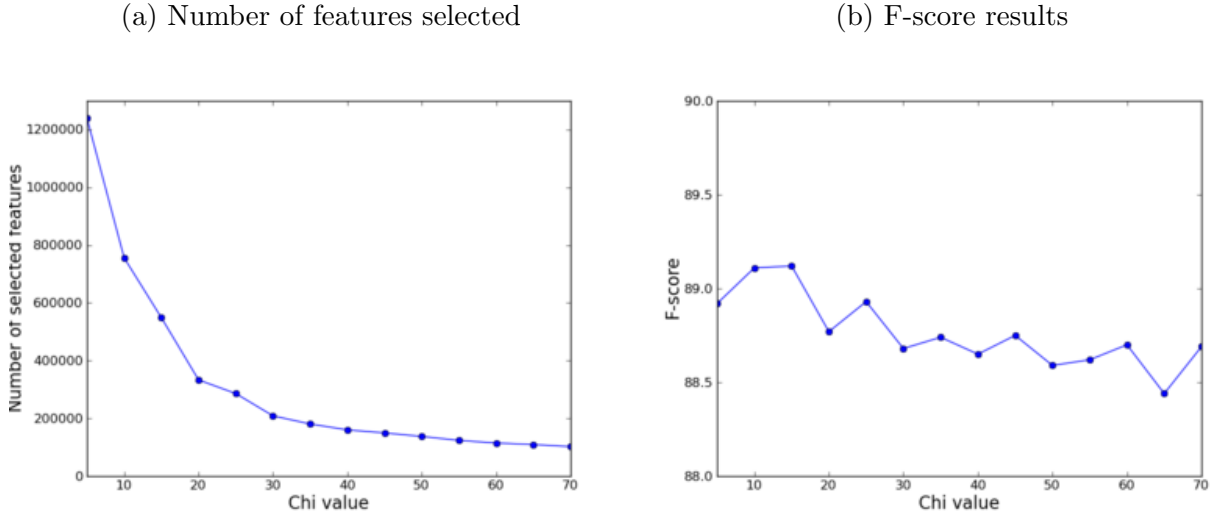 (a) Number of features selected
1200000
1000000
800000
600000
400000
200000
0
Number of selected features
10 20 30 40 50 60 70
Chi value
(b) F-score results
90.0
89.5
89.0
88.5
88.0
F-score
10 20 30 40 50 60 70
Chi value